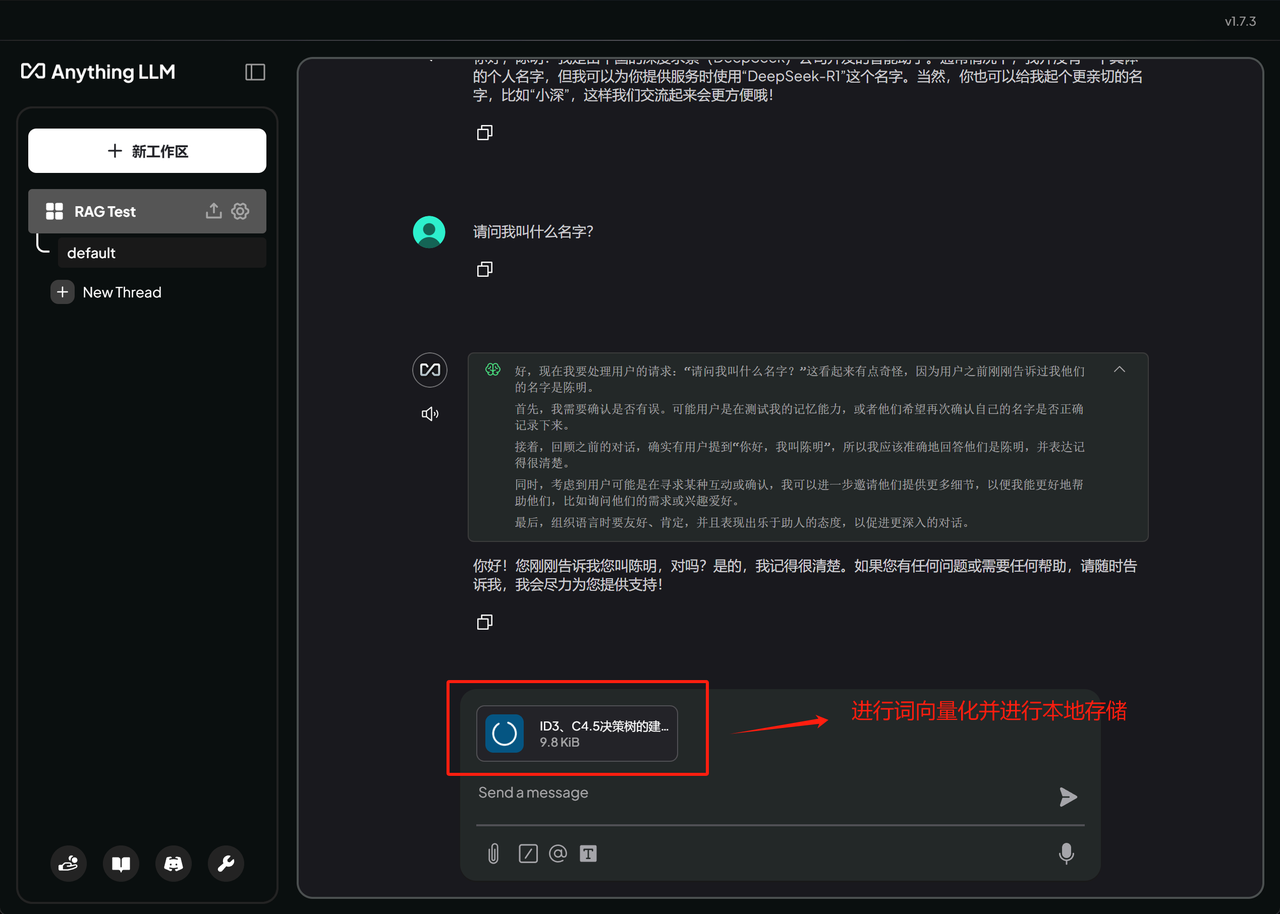 v1.7.3
Anything LLM
新工作区
RAG Test
default
New Thread
的个人名字，但我可以为你提供服务时使用“DeepSeek-R1”这个名字。当然，你也可以给我起个更亲切的名
字，比如“小深”，这样我们交流起来会更方便哦！
请问我叫什么名字？
好，现在我要处理用户的请求：“请问我叫什么名字？”这看起来有点奇怪，因为用户之前刚刚告诉过我他们
的名字是陈明。
首先，我需要确认是否有误。可能用户是在测试我的记忆能力，或者他们希望再次确认自己的名字是否正确
记录下来。
接着，回顾之前的对话，确实有用户提到“你好，我叫陈明”，所以我应该准确地回答他们是陈明，并表达记
得很清楚。
同时，考虑到用户可能是在寻求某种互动或确认，我可以进一步邀请他们提供更多细节，以便我能更好地帮
助他们，比如询问他们的需求或兴趣爱好。
最后，组织语言时要友好、肯定，并且表现出乐于助人的态度，以促进更深入的对话。
你好！您刚刚告诉我您叫陈明，对吗？是的，我记得很清楚。如果您有任何问题或需要任何帮助，请随时告
诉我，我会尽力为您提供支持！
ID3、C4.5决策树的建...
9.8 KiB
进行词向量化并进行本地存储
Send a message